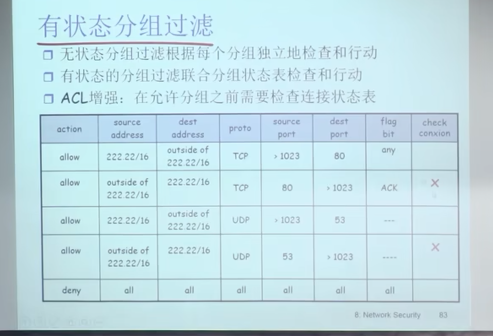 有状态分组过滤
无状态分组过滤根据每个分组独立地检查和行动
有状态的分组过滤联合分组状态表检查和行动
ACL增强：在允许分组之前需要检查连接状态表
action source address dest address proto source port dest port flag bit check conxion
allow 222.22/16 outside of 222.22/16 TCP > 1023 80 any
allow outside of 222.22/16 222.22/16 TCP 80 > 1023 ACK X
allow 222.22/16 outside of 222.22/16 UDP > 1023 53 ---
allow outside of 222.22/16 222.22/16 UDP 53 > 1023 ---- X
deny all all all all all all
8: Network Security 83